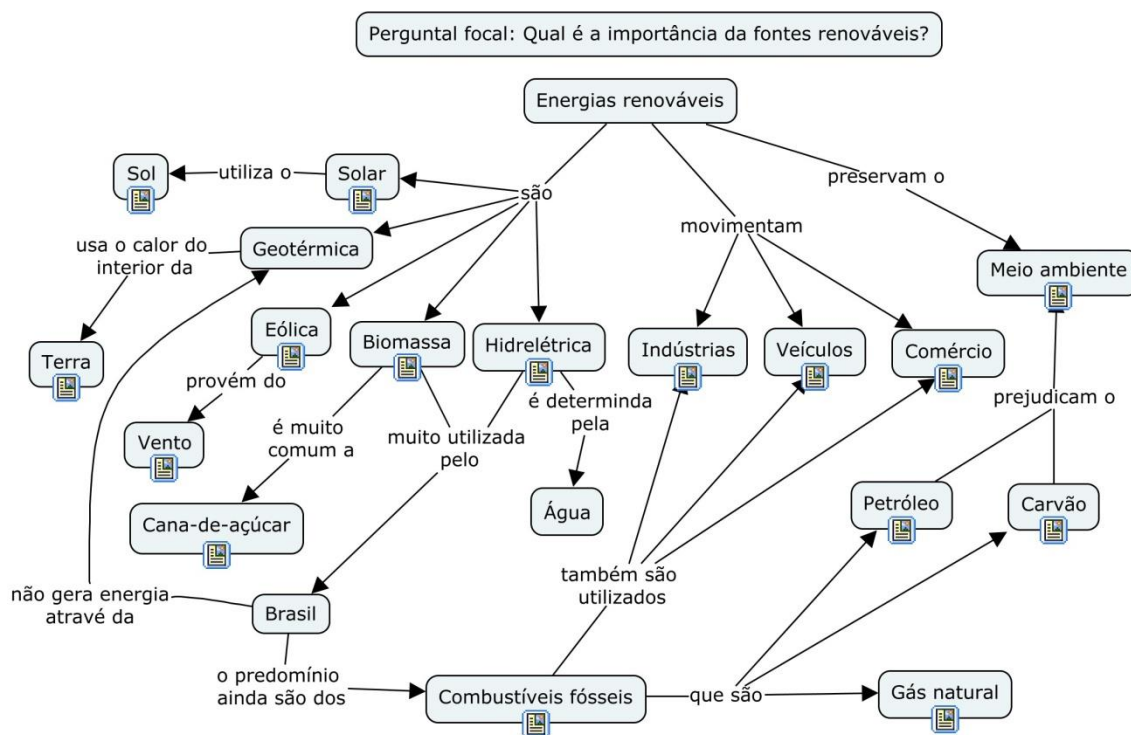 Perguntal focal: Qual é a importância da fontes renováveis?
Energias renováveis
Sol
utiliza o
Solar
são
preservam o
movimentam
usa o calor do
interior da
Geotérmica
Meio ambiente
Eólica
Biomassa
Hidrelétrica
Indústrias
Veículos
Comércio
Terra
provém do
é determinda
pela
prejudicam o
Vento
é muito
comum a
muito utilizada
pelo
Cana-de-açúcar
Água
Petróleo
Carvão
não gera energia
atravé da
Brasil
também são
utilizados
o predomínio
ainda são dos
Combustíveis fósseis
que são
Gás natural